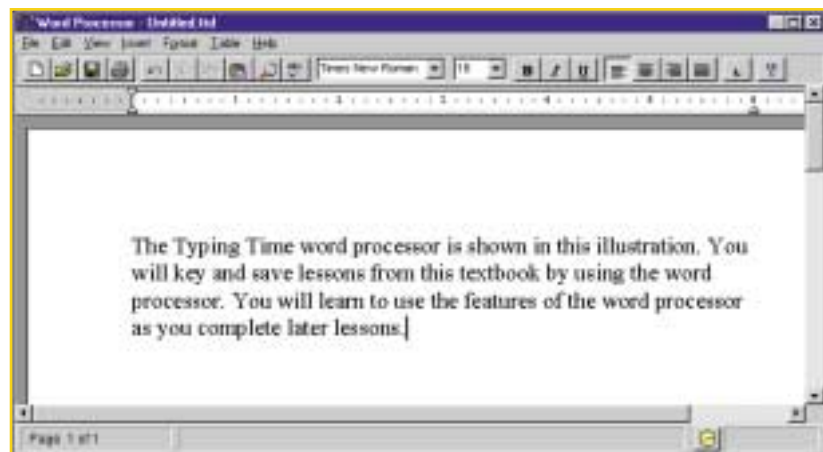 Word Processor - Untitled.ttd
File Edit View Insert Format Table Help
Times New Roman 18 B I U
The Typing Time word processor is shown in this illustration. You
will key and save lessons from this textbook by using the word
processor. You will learn to use the features of the word processor
as you complete later lessons.
Page 1 of 1